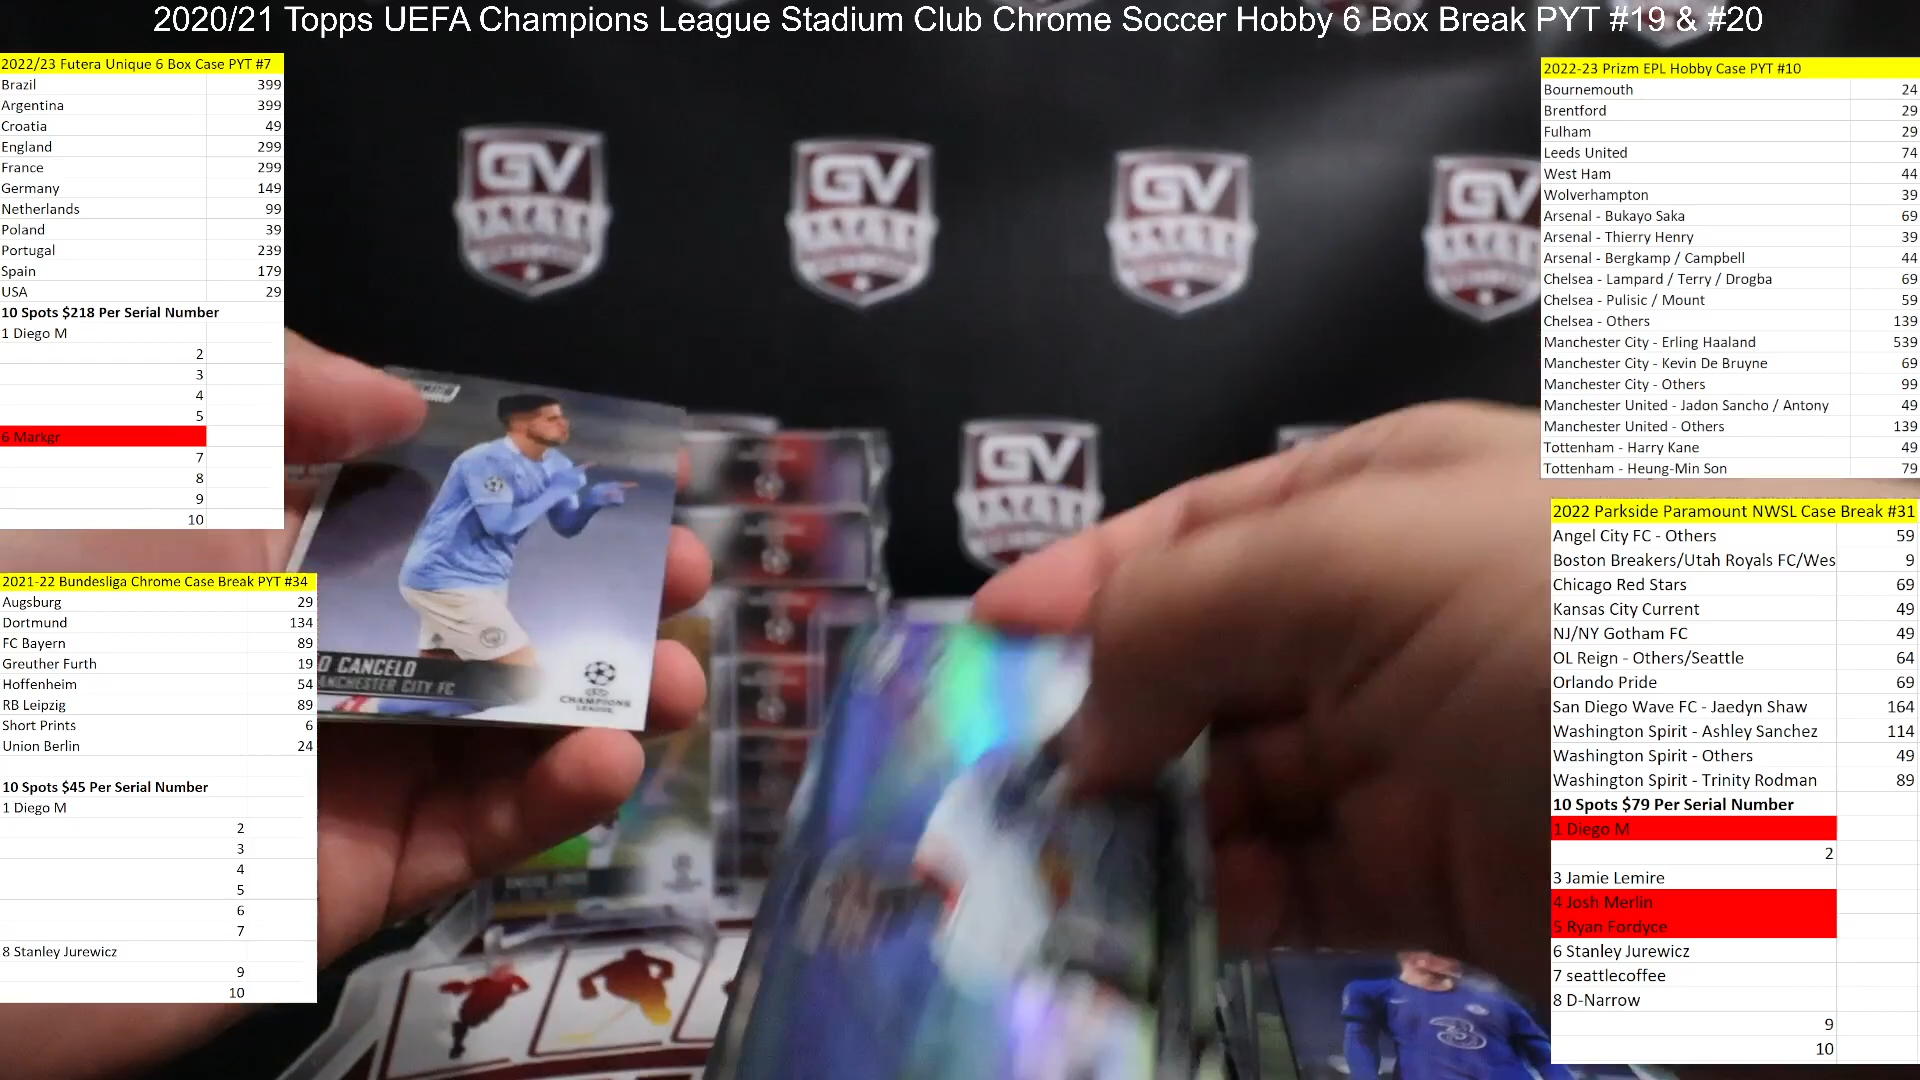 2020/21 Topps UEFA Champions League Stadium Club Chrome Soccer Hobby 6 Box Break PYT #19 & #20
2022/23 Futera Unique 6 Box Case PYT #7
Brazil 399
Argentina 399
Croatia 49
England 299
France 299
Germany 149
Netherlands 99
Poland 39
Portugal 239
Spain 179
USA 29
10 Spots $218 Per Serial Number
1 Diego M
2
3
4
5
6 Markgr
7
8
9
10
2021-22 Bundesliga Chrome Case Break PYT #34
Augsburg 29
Dortmund 134
FC Bayern 89
Greuther Furth 19
Hoffenheim 54
RB Leipzig 89
Short Prints 6
Union Berlin 24
10 Spots $45 Per Serial Number
1 Diego M
2
3
4
5
6
7
8 Stanley Jurewicz
9
10
GV
GV
GV
GV
GV
O CANCELO
ANCHESTER CITY FC
CHAMPIONS
LEAGUE
3
2022-23 Prizm EPL Hobby Case PYT #10
Bournemouth 24
Brentford 29
Fulham 29
Leeds United 74
West Ham 44
Wolverhampton 39
Arsenal - Bukayo Saka 69
Arsenal - Thierry Henry 39
Arsenal - Bergkamp / Campbell 44
Chelsea - Lampard / Terry / Drogba 69
Chelsea - Pulisic / Mount 59
Chelsea - Others 139
Manchester City - Erling Haaland 539
Manchester City - Kevin De Bruyne 69
Manchester City - Others 99
Manchester United - Jadon Sancho / Antony 49
Manchester United - Others 139
Tottenham - Harry Kane 49
Tottenham - Heung-Min Son 79
2022 Parkside Paramount NWSL Case Break #31
Angel City FC - Others 59
Boston Breakers/Utah Royals FC/Wes 9
Chicago Red Stars 69
Kansas City Current 49
NJ/NY Gotham FC 49
OL Reign - Others/Seattle 64
Orlando Pride 69
San Diego Wave FC - Jaedyn Shaw 164
Washington Spirit - Ashley Sanchez 114
Washington Spirit - Others 49
Washington Spirit - Trinity Rodman 89
10 Spots $79 Per Serial Number
1 Diego M
2
3 Jamie Lemire
4 Josh Merlin
5 Ryan Fordyce
6 Stanley Jurewicz
7 seattlecoffee
8 D-Narrow
9
10